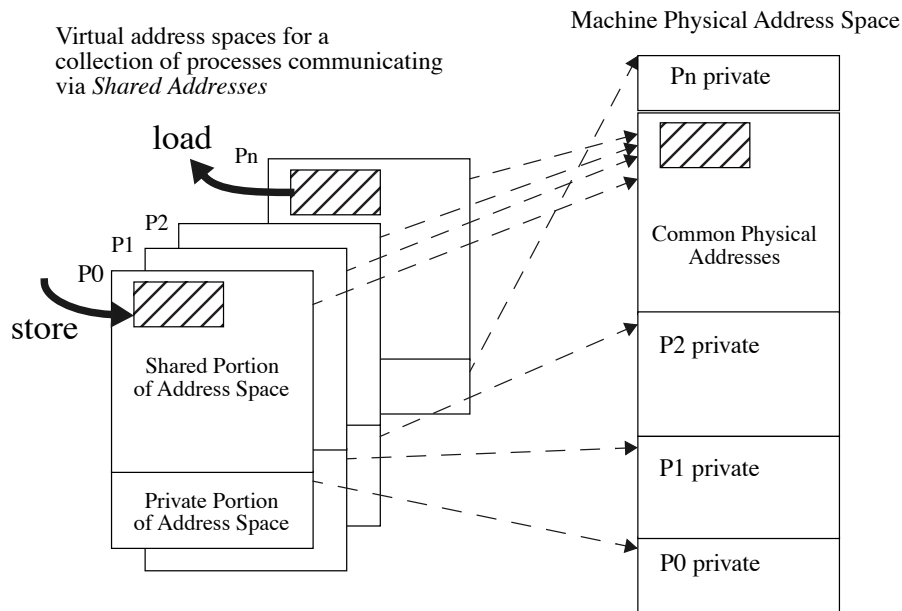 Machine Physical Address Space
Virtual address spaces for a
collection of processes communicating
via Shared Addresses
load
Pn
P2
P1
P0
store
Shared Portion
of Address Space
Private Portion
of Address Space
Pn private
Common Physical
Addresses
P2 private
P1 private
P0 private